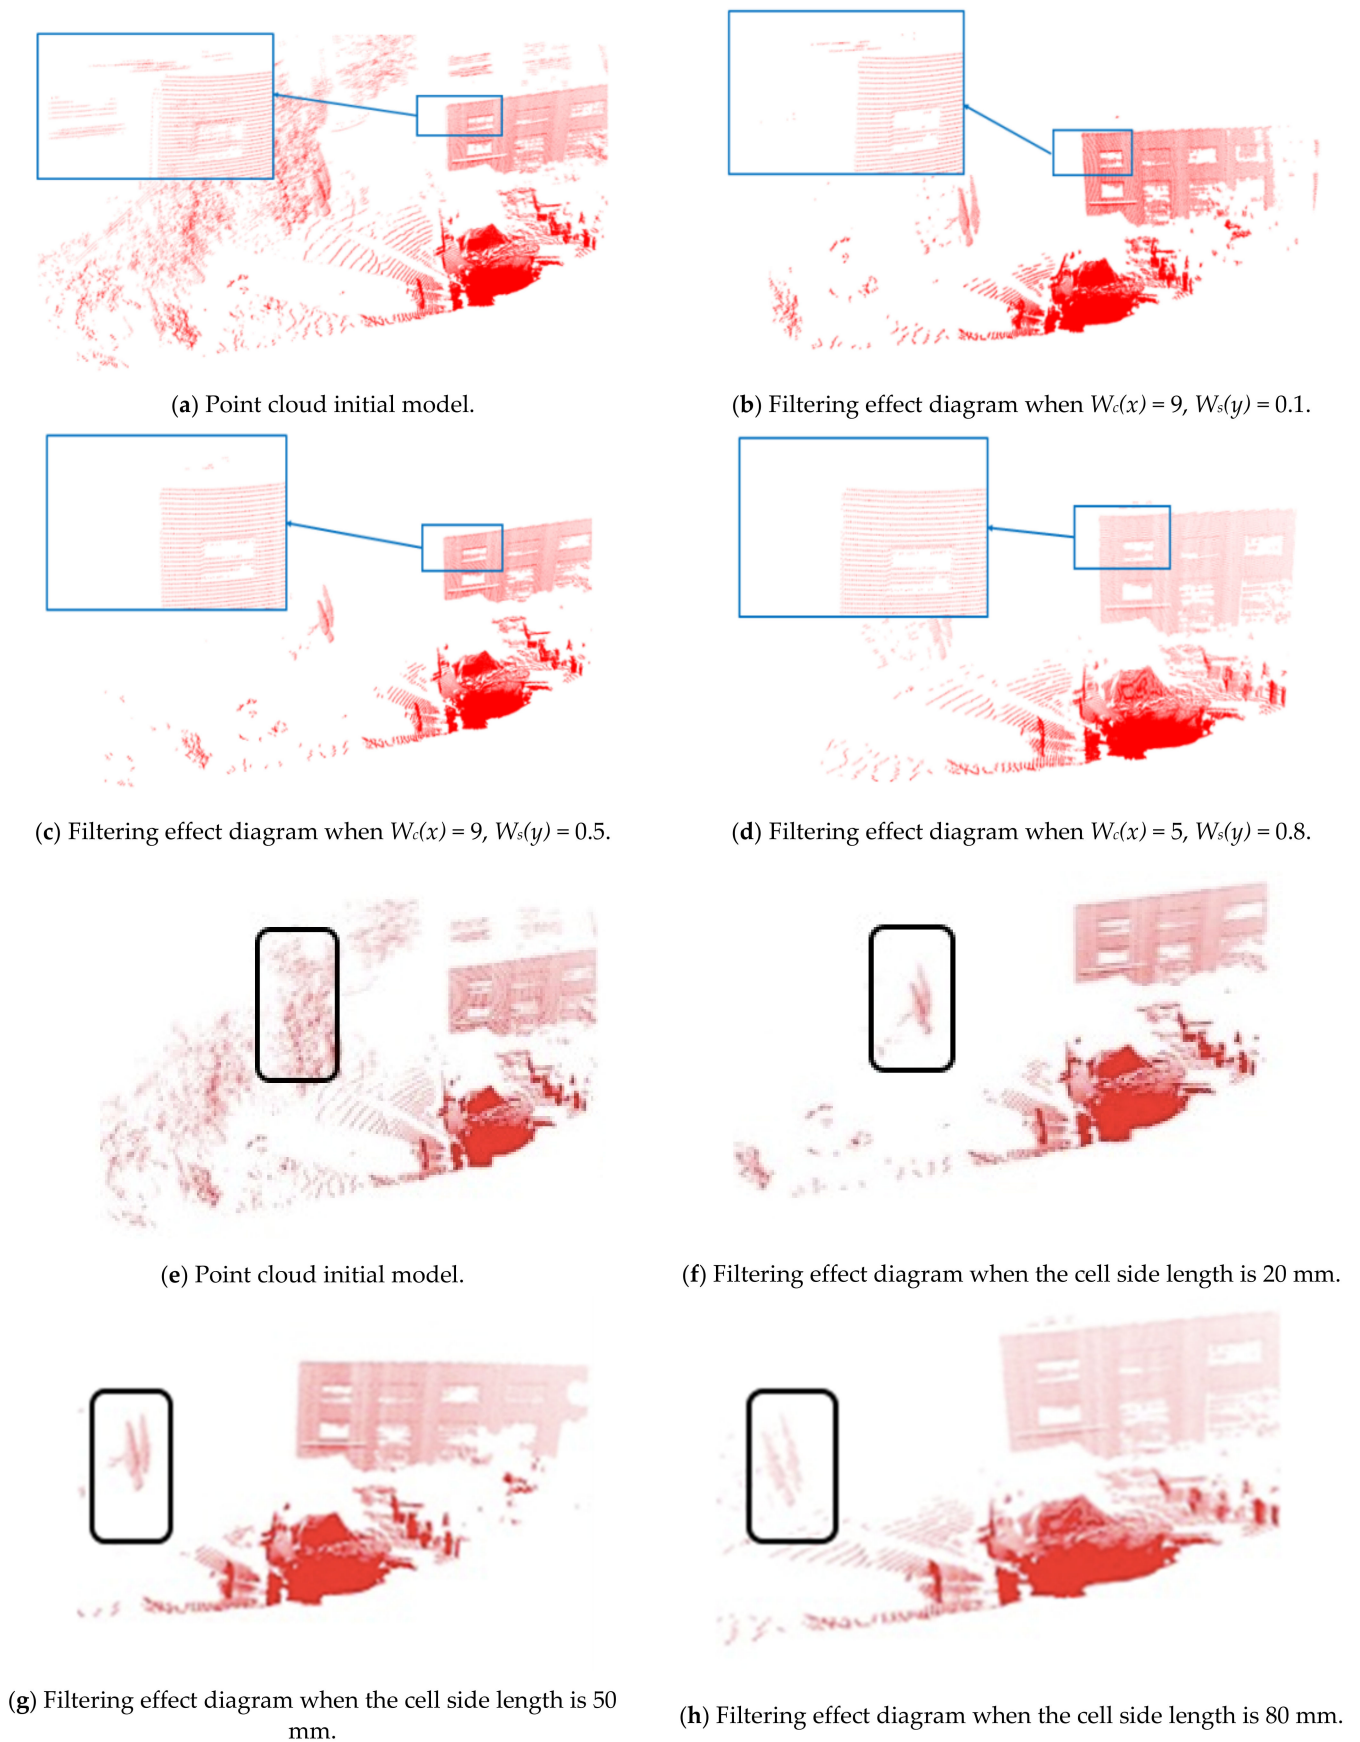 (a) Point cloud initial model.
(b) Filtering effect diagram when Wc(x) = 9, Ws(y) = 0.1.
(c) Filtering effect diagram when Wc(x) = 9, Ws(y) = 0.5.
(d) Filtering effect diagram when Wc(x) = 5, Ws(y) = 0.8.
(e) Point cloud initial model.
(f) Filtering effect diagram when the cell side length is 20 mm.
(g) Filtering effect diagram when the cell side length is 50
mm.
(h) Filtering effect diagram when the cell side length is 80 mm.